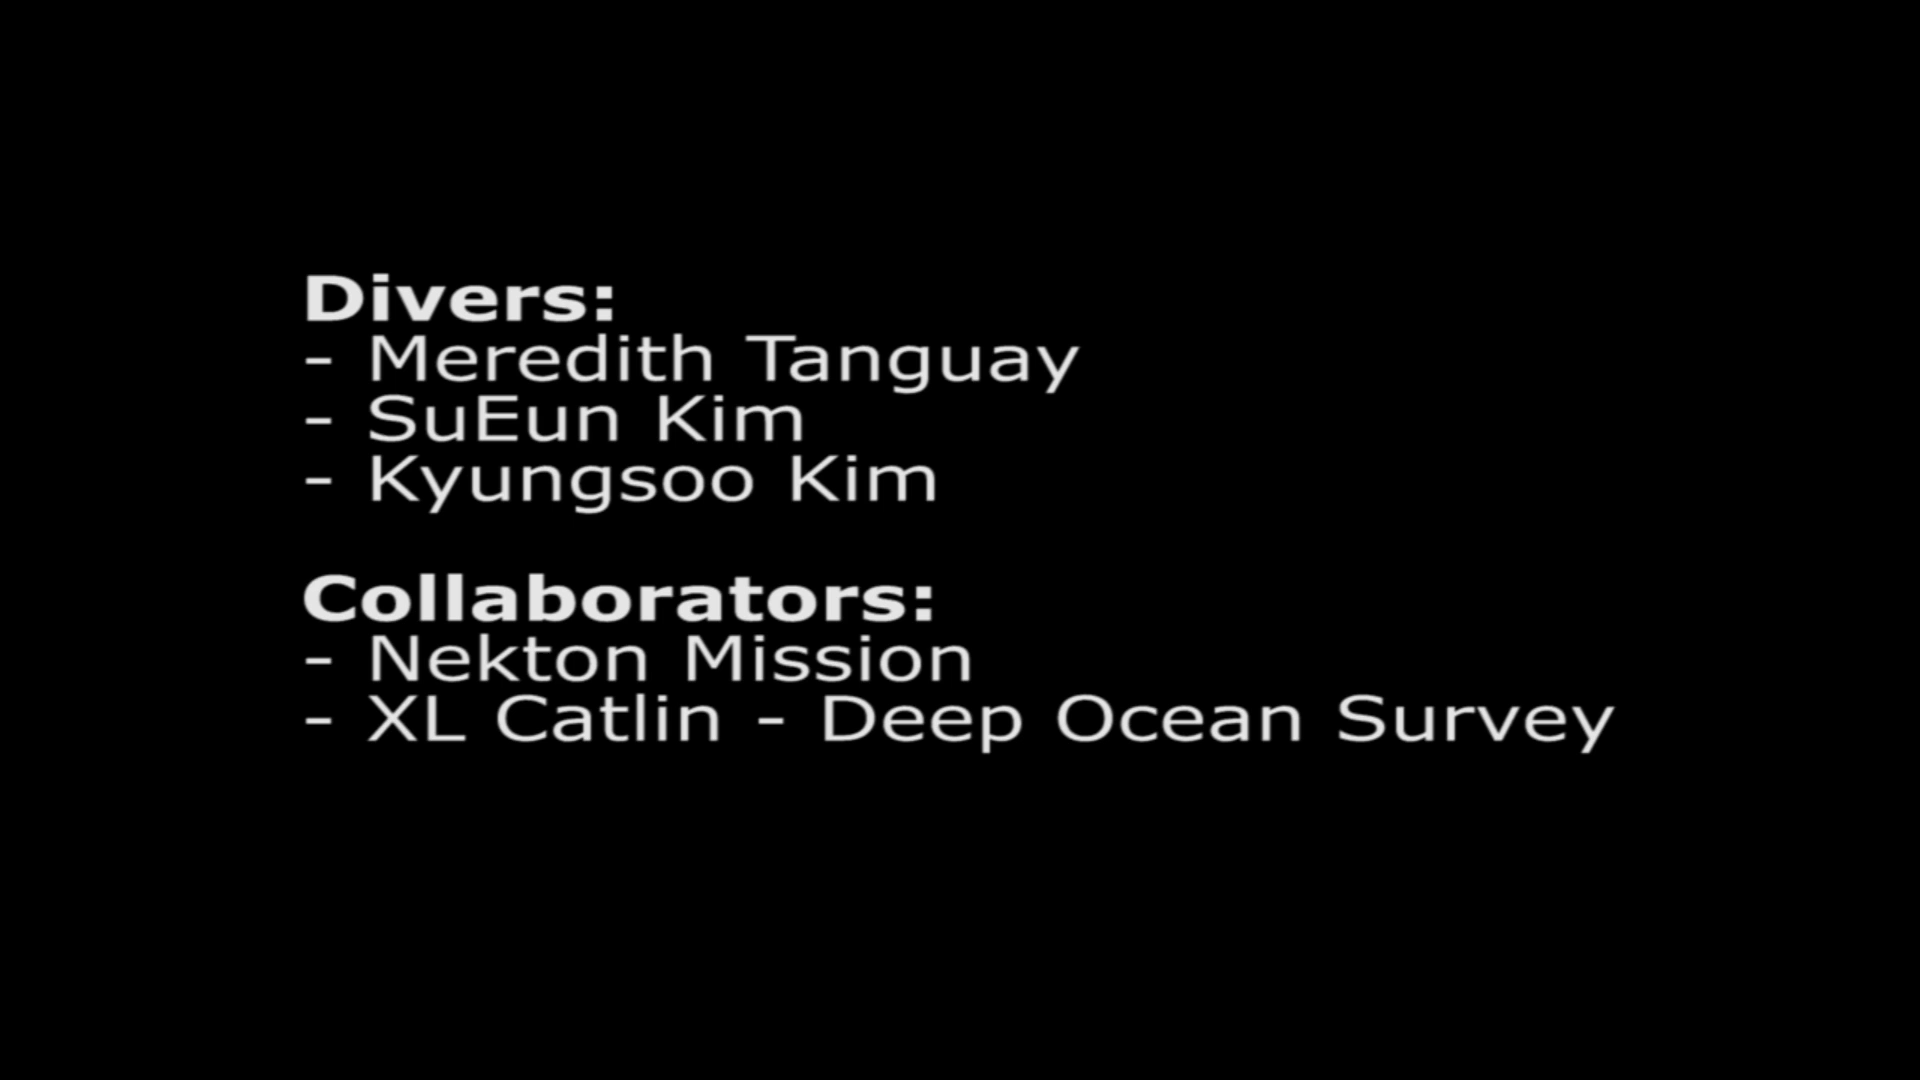 Divers:
- Meredith Tanguay
- SuEun Kim
- Kyungsoo Kim
Collaborators:
- Nekton Mission
- XL Catlin - Deep Ocean Survey